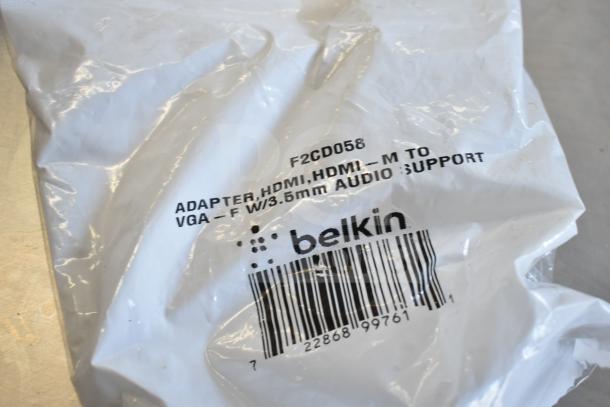 F2CD058
ADAPTER,HDMI,HDMI–M TO
VGA–F W/3.5mm AUDIO SUPPORT
belkin
7 22868 99761 1